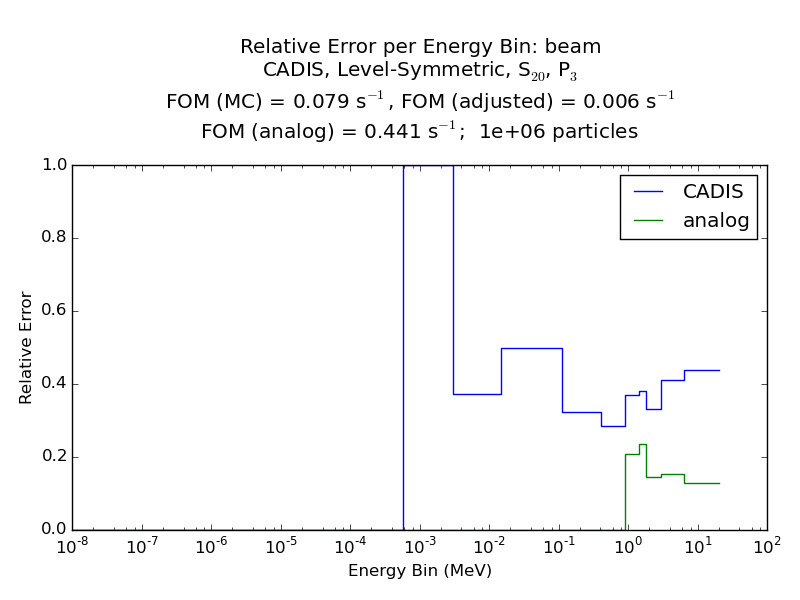 Relative Error per Energy Bin: beam
CADIS, Level-Symmetric, S₂₀, P₃
FOM (MC) = 0.079 s⁻¹, FOM (adjusted) = 0.006 s⁻¹
FOM (analog) = 0.441 s⁻¹;  1e+06 particles
CADIS
analog
Relative Error
1.0
0.8
0.6
0.4
0.2
0.0
10⁻⁸ 10⁻⁷ 10⁻⁶ 10⁻⁵ 10⁻⁴ 10⁻³ 10⁻² 10⁻¹ 10⁰ 10¹ 10²
Energy Bin (MeV)